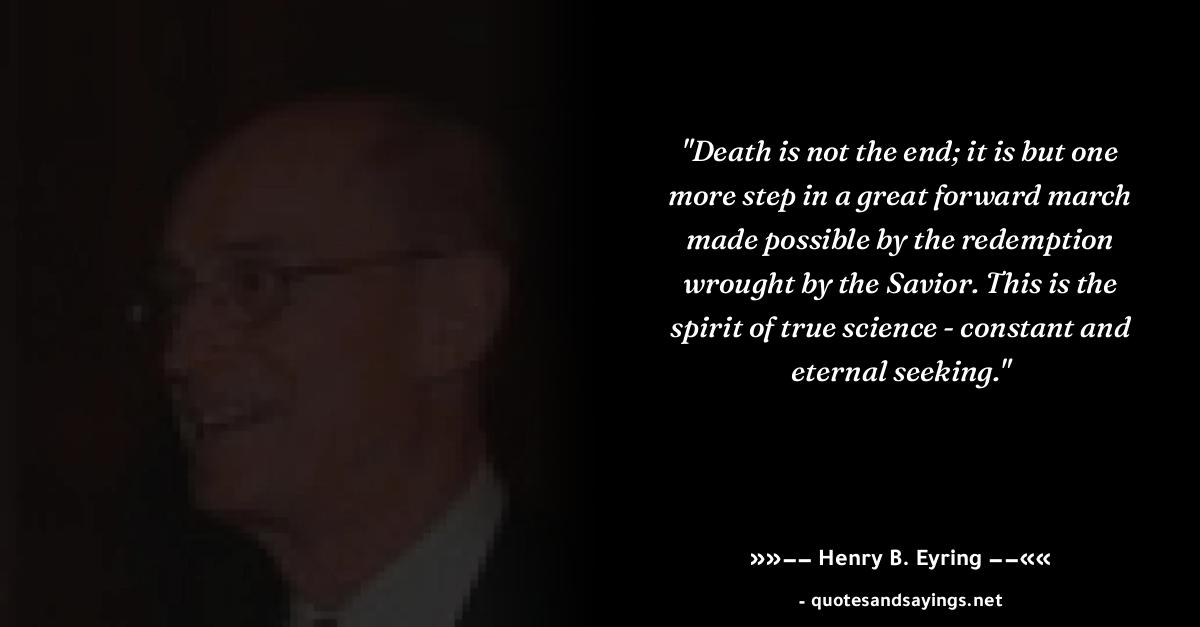 "Death is not the end; it is but one
more step in a great forward march
made possible by the redemption
wrought by the Savior. This is the
spirit of true science - constant and
eternal seeking."
»»-- Henry B. Eyring --««
- quotesandsayings.net